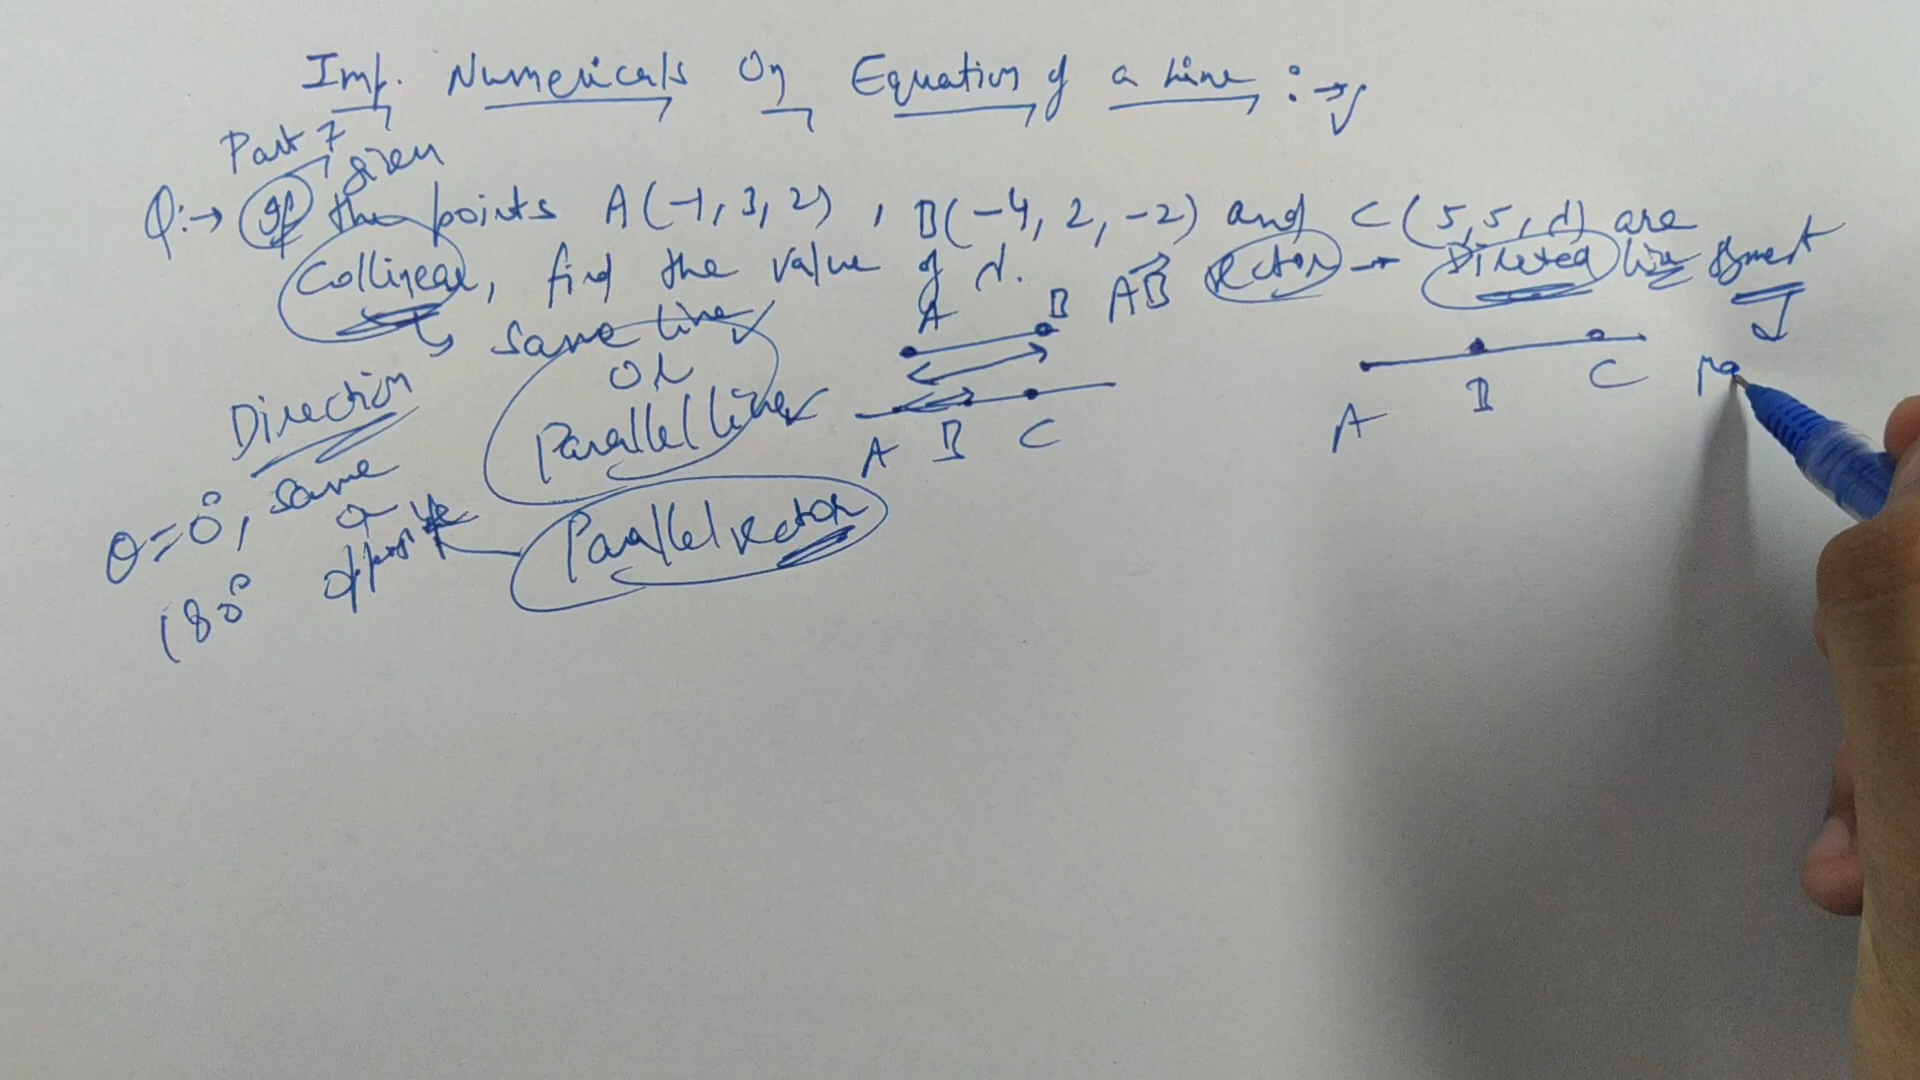 Imp. Numericals On Equation of a Line :→
Part 7
given
Q:→ If the points A(-1, 3, 2), B(-4, 2, -2) and C(5, 5, λ) are
Collinear, find the value of λ.
AB Vector → Directed line segment
same line
or
Parallel line
A B
A B C
A B C
Direction
θ=0°, same
or
180° opposite
Parallel vector